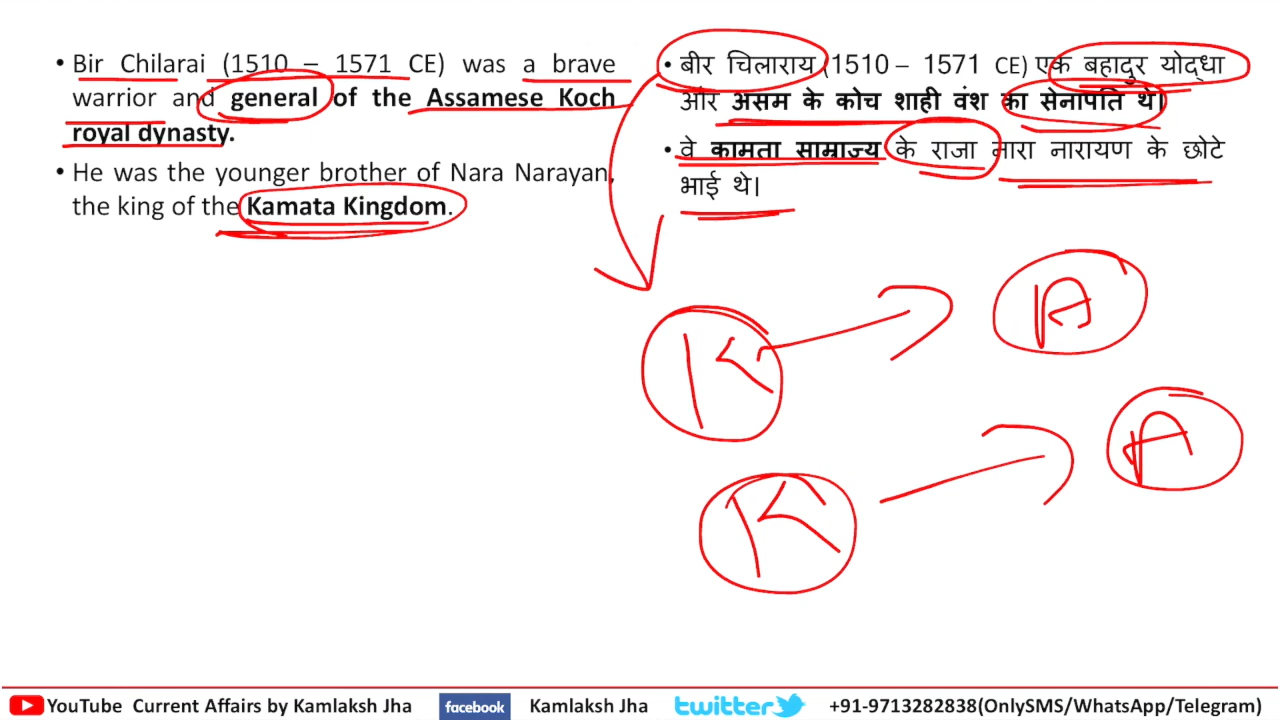 • Bir Chilarai (1510 – 1571 CE) was a brave
warrior and general of the Assamese Koch
royal dynasty.
• He was the younger brother of Nara Narayan,
the king of the Kamata Kingdom.
• बीर चिलाराय (1510 – 1571 CE) एक बहादुर योद्धा
और असम के कोच शाही वंश का सेनापति थे।
• वे कामता साम्राज्य के राजा नारा नारायण के छोटे
भाई थे।
K A
K A
YouTube Current Affairs by Kamlaksh Jha facebook Kamlaksh Jha twitter +91-9713282838(OnlySMS/WhatsApp/Telegram)